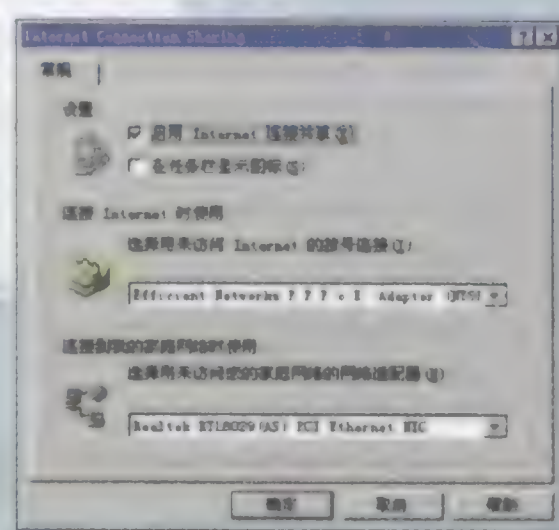 Internet Connection Sharing
常规
设置
启用 Internet 连接共享(E)
在任务栏显示图标(S)
连接 Internet 时使用
选择用来访问 Internet 的拨号连接(I)
Efficient Networks ? ? ? o E Adapter (NTS)
连接到您的家庭网络时使用
选择用来访问您的家庭网络的网络适配器(H)
Realtek RTL8029(AS) PCI Ethernet NIC
确定
取消
帮助